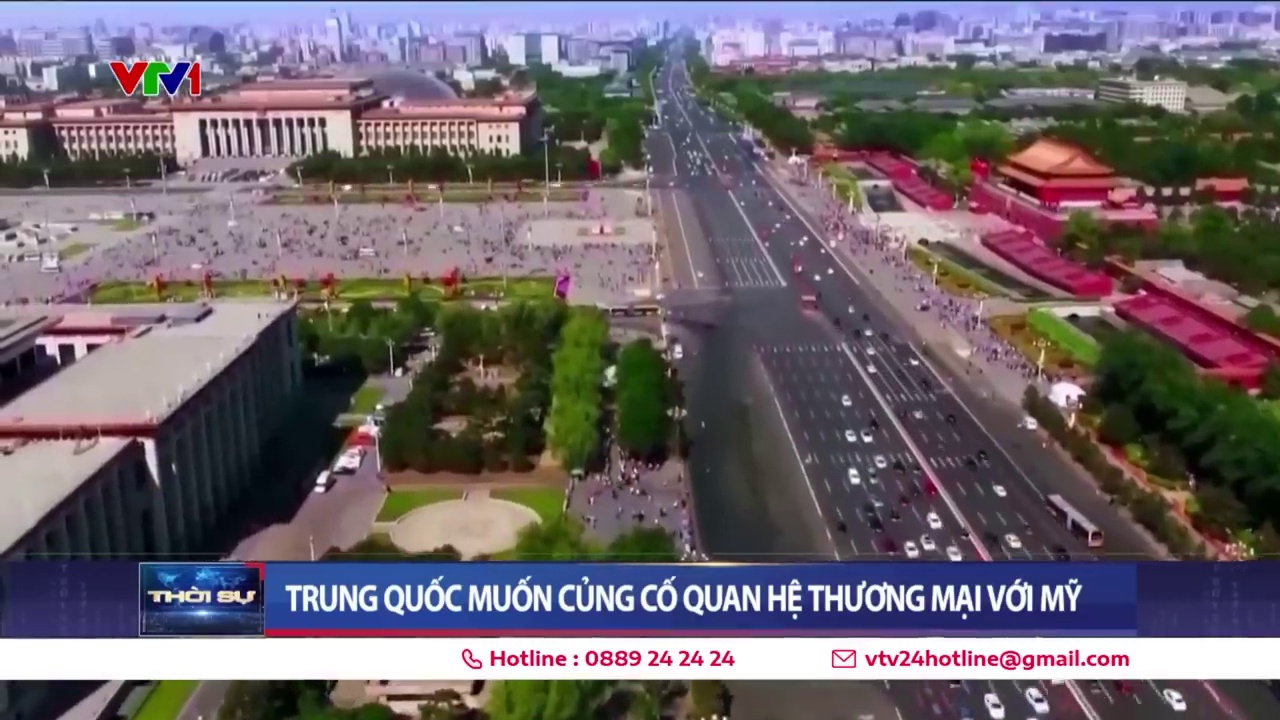 VTV1
THỜI SỰ
TRUNG QUỐC MUỐN CỦNG CỐ QUAN HỆ THƯƠNG MẠI VỚI MỸ
Hotline : 0889 24 24 24
vtv24hotline@gmail.com